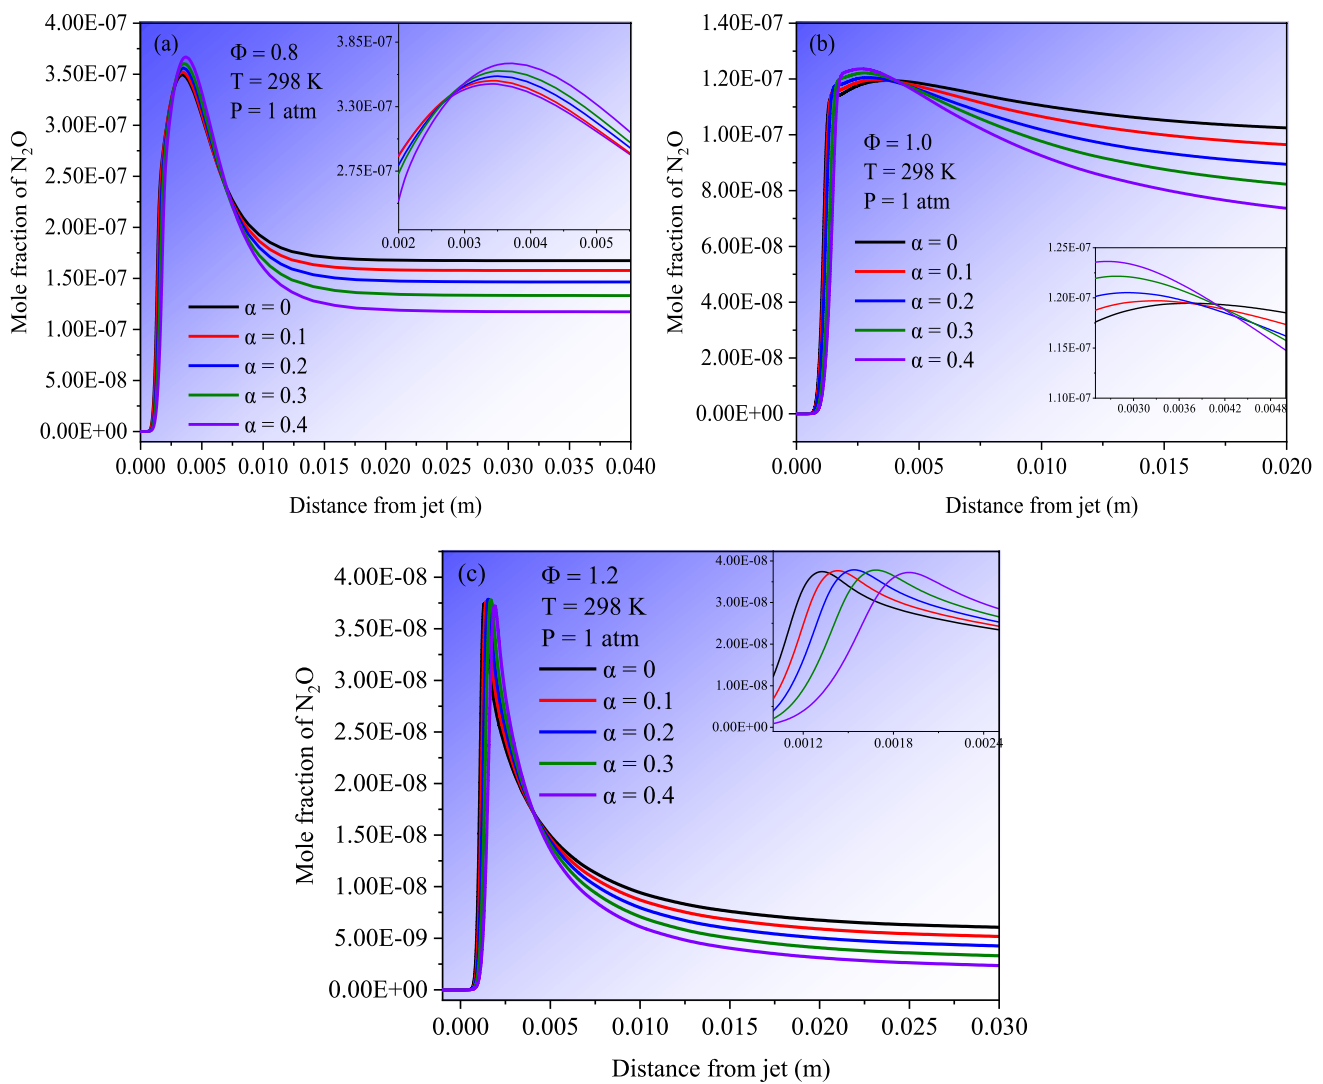 (a)
Φ = 0.8
T = 298 K
P = 1 atm
4.00E-07
3.50E-07
3.00E-07
2.50E-07
2.00E-07
1.50E-07
1.00E-07
5.00E-08
0.00E+00
Mole fraction of N₂O
3.85E-07
3.30E-07
2.75E-07
0.002 0.003 0.004 0.005
α = 0
α = 0.1
α = 0.2
α = 0.3
α = 0.4
0.000 0.005 0.010 0.015 0.020 0.025 0.030 0.035 0.040
Distance from jet (m)
(b)
1.40E-07
1.20E-07
1.00E-07
8.00E-08
6.00E-08
4.00E-08
2.00E-08
0.00E+00
Mole fraction of N₂O
Φ = 1.0
T = 298 K
P = 1 atm
α = 0
α = 0.1
α = 0.2
α = 0.3
α = 0.4
1.25E-07
1.20E-07
1.15E-07
1.10E-07
0.0030 0.0036 0.0042 0.0048
0.000 0.005 0.010 0.015 0.020
Distance from jet (m)
(c)
Φ = 1.2
T = 298 K
P = 1 atm
α = 0
α = 0.1
α = 0.2
α = 0.3
α = 0.4
4.00E-08
3.50E-08
3.00E-08
2.50E-08
2.00E-08
1.50E-08
1.00E-08
5.00E-09
0.00E+00
Mole fraction of N₂O
4.00E-08
3.00E-08
2.00E-08
1.00E-08
0.00E+00
0.0012 0.0018 0.0024
0.000 0.005 0.010 0.015 0.020 0.025 0.030
Distance from jet (m)